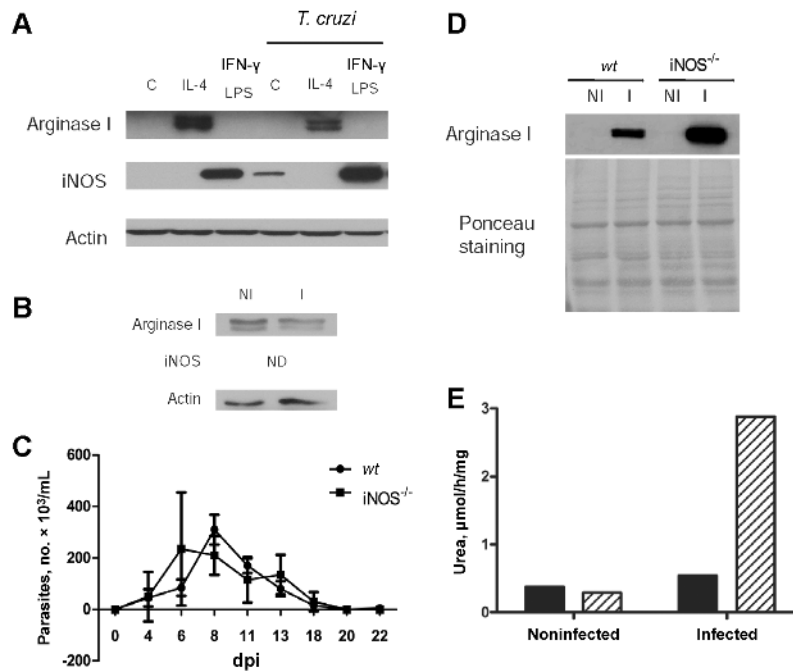 A
T. cruzi
C IL-4 IFN-γ LPS C IL-4 IFN-γ LPS
Arginase I
iNOS
Actin
B
NI I
Arginase I
iNOS ND
Actin
C
Parasites, no. × 10³/mL
600
400
200
0
-200
0 4 6 8 11 13 18 20 22
dpi
wt
iNOS⁻/⁻
D
wt iNOS⁻/⁻
NI I NI I
Arginase I
Ponceau
staining
E
Urea, µmol/h/mg
3
2
1
0
Noninfected Infected